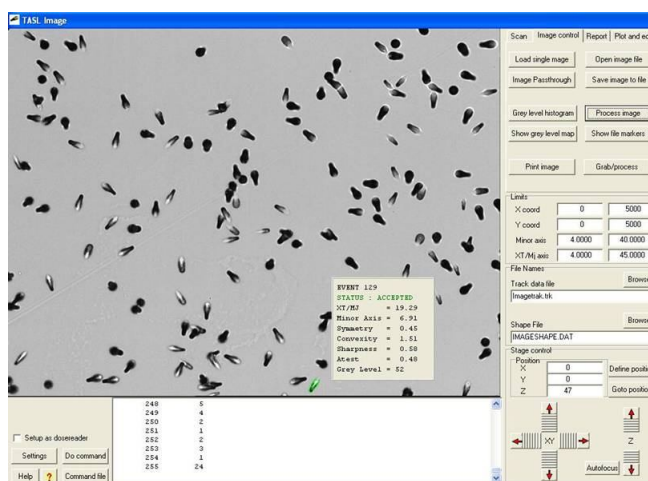 TASL Image
Scan Image control Report Plot and ec
Load single image Open image file
Image Passthrough Save image to file
Grey level histogram Process image
Show grey level map Show file markers
Print image Grab/process
Limits
X coord 0 5000
Y coord 0 5000
Minor axis 4.0000 40.0000
XT/Mj axis 4.0000 45.0000
File Names
Track data file Browse
Imagetrak.trk
Shape File Browse
IMAGESHAPE.DAT
Stage control
Position
X 0 Define positi
Y 0
Z 47 Goto positio
XY Z
Autofocus
EVENT 129
STATUS : ACCEPTED
XT/MJ = 19.29
Minor Axis = 6.91
Symmetry = 0.45
Convexity = 1.51
Sharpness = 0.58
Atest = 0.48
Grey Level = 52
248 5
249 4
250 2
251 1
252 2
253 3
254 1
255 24
Setup as dosereader
Settings Do command
Help ? Command file